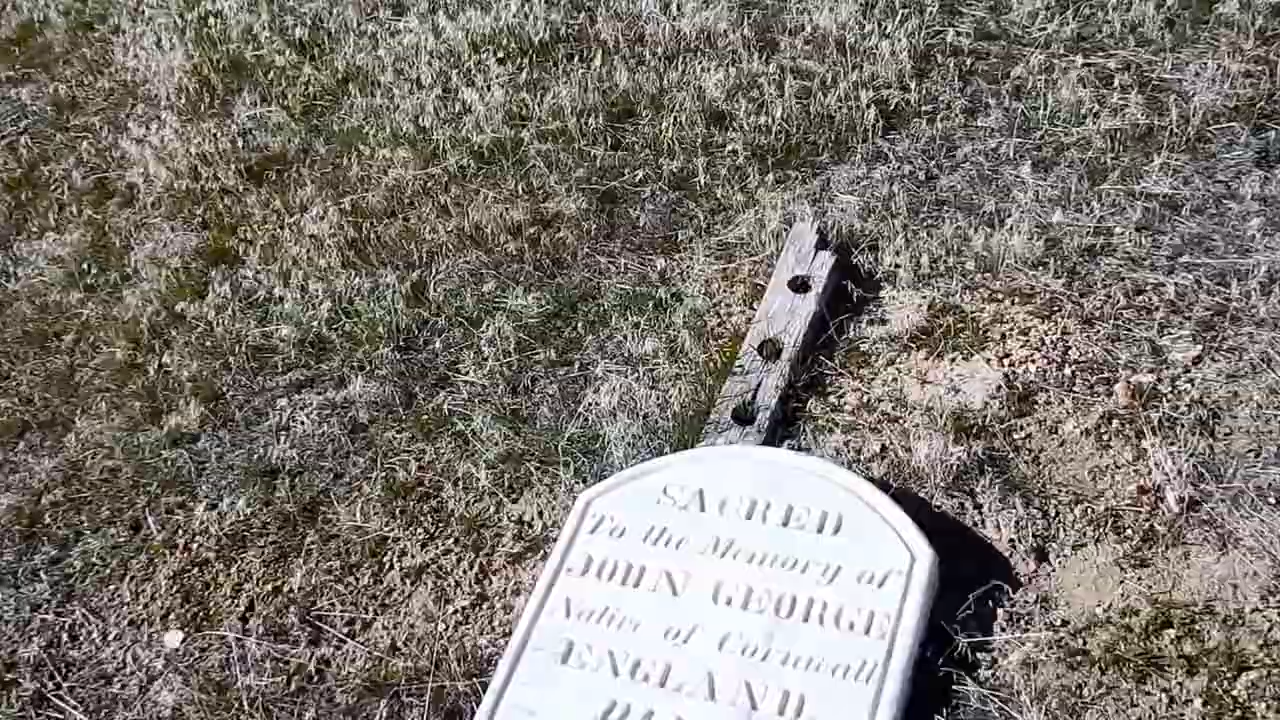 SACRED
To the Memory of
JOHN GEORGE
Native of Cornwall
ENGLAND.